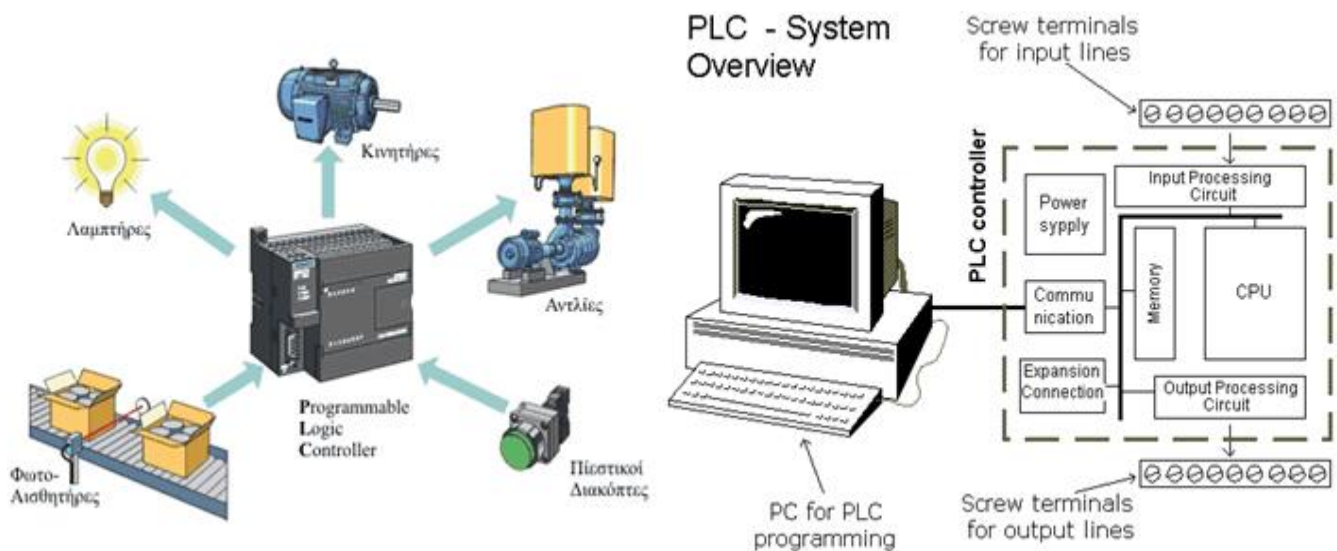 Κινητήρες
Λαμπτήρες
Αντλίες
Programmable
Logic
Controller
Φωτο-
Αισθητήρες
Πίεστικοί
Διακόπτες
PLC - System
Overview
Screw terminals
for input lines
PLC controller
Input Processing
Circuit
Power
sypply
Memory
CPU
Commu
nication
Expansion
Connection
Output Processing
Circuit
Screw terminals
for output lines
PC for PLC
programming